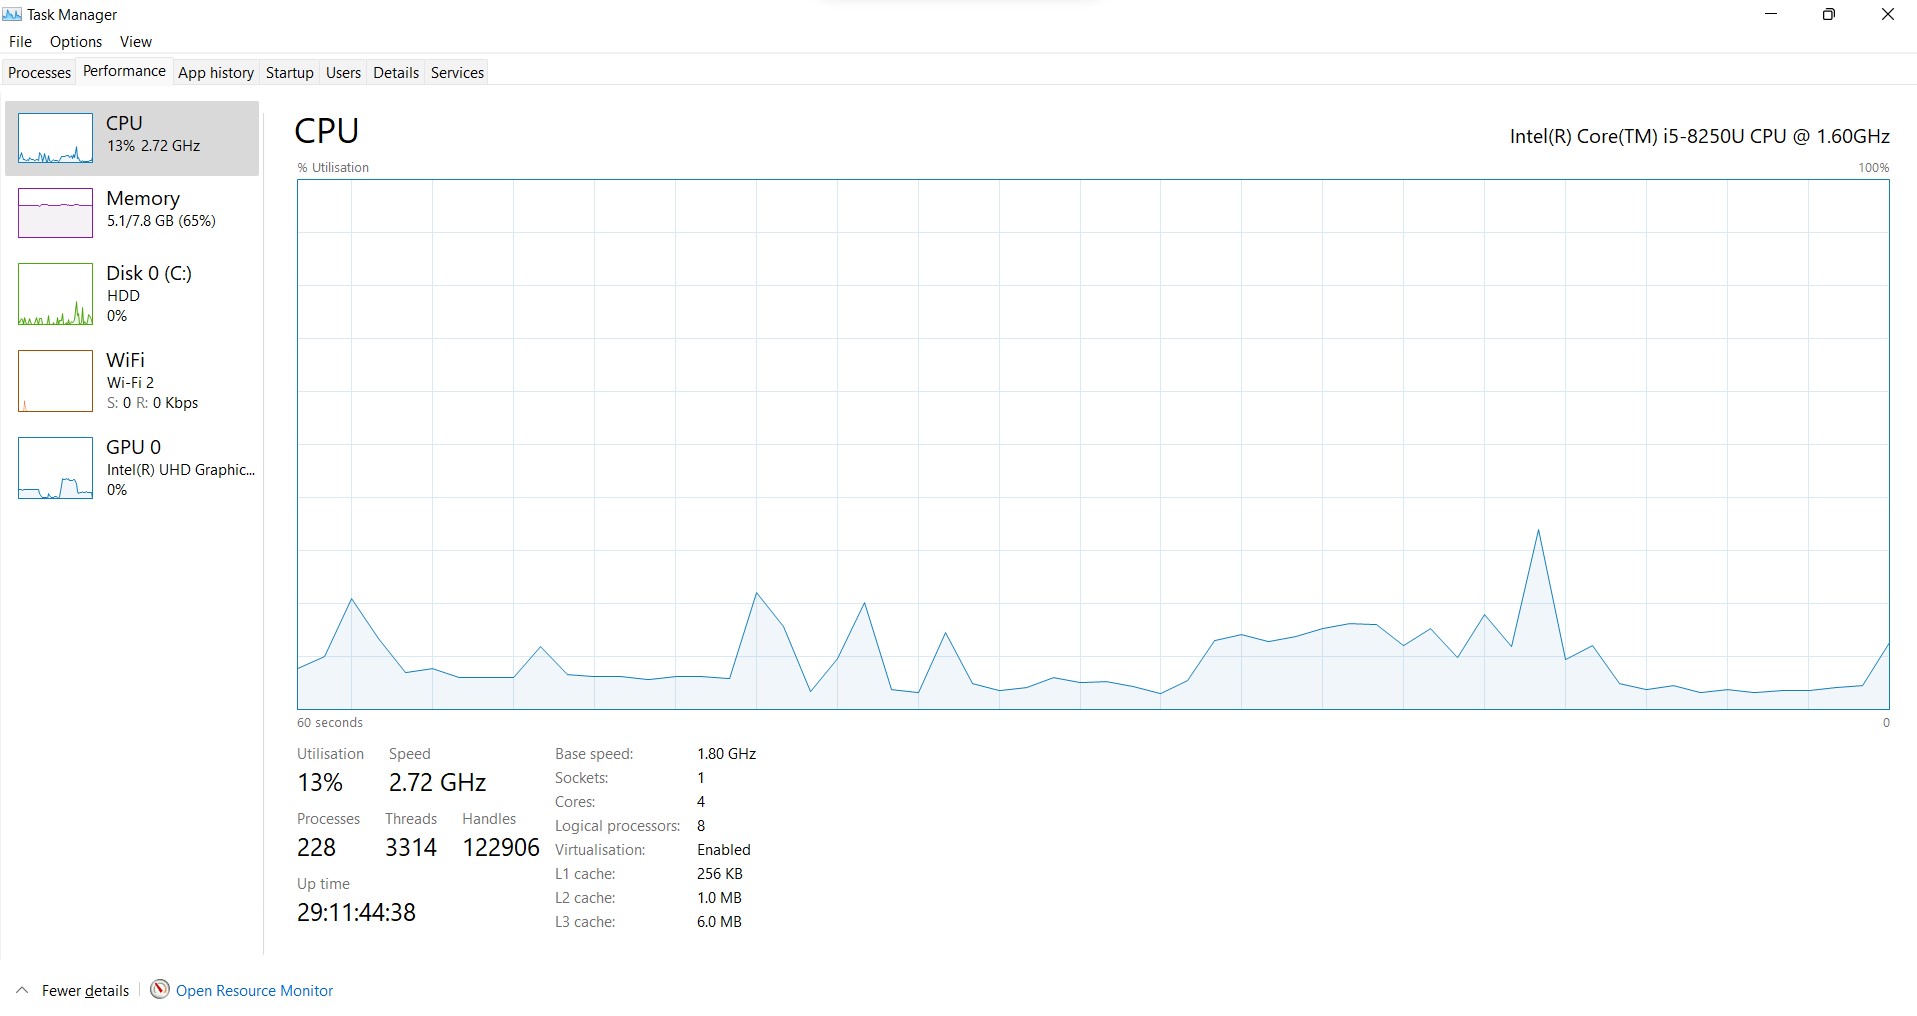 Task Manager
File Options View
Processes Performance App history Startup Users Details Services
CPU
13% 2.72 GHz
Memory
5.1/7.8 GB (65%)
Disk 0 (C:)
HDD
0%
WiFi
Wi-Fi 2
S: 0 R: 0 Kbps
GPU 0
Intel(R) UHD Graphic...
0%
CPU
Intel(R) Core(TM) i5-8250U CPU @ 1.60GHz
% Utilisation 100%
60 seconds 0
Utilisation Speed
13% 2.72 GHz
Processes Threads Handles
228 3314 122906
Up time
29:11:44:38
Base speed: 1.80 GHz
Sockets: 1
Cores: 4
Logical processors: 8
Virtualisation: Enabled
L1 cache: 256 KB
L2 cache: 1.0 MB
L3 cache: 6.0 MB
Fewer details Open Resource Monitor